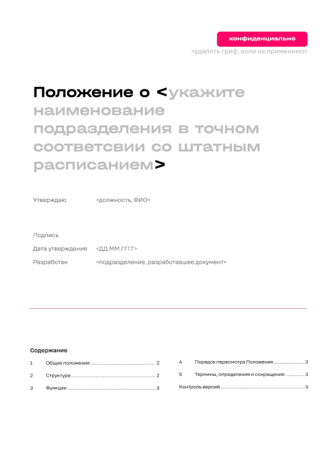 конфиденциально
<удалить гриф, если не применимо>
Положение о <укажите
наименование
подразделения в точном
соответсвии со штатным
расписанием>
Утверждаю <должность, ФИО>
Подпись
Дата утверждения <ДД.ММ.ГГГГ>
Разработан <подразделение, разработавшее документ>
Содержание
1 Общие положения 2
2 Структура 2
3 Функции 3
4 Порядок пересмотра Положения 3
5 Термины, определения и сокращения 3
Контроль версий 5